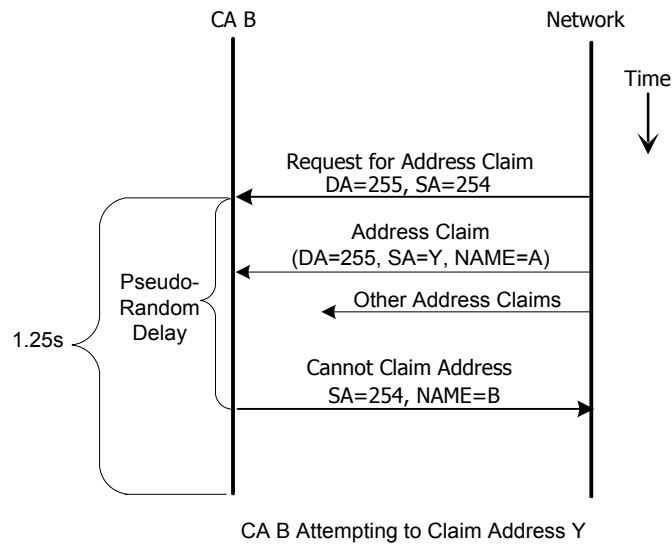 CA B
Network
Time
Request for Address Claim
DA=255, SA=254
Address Claim
(DA=255, SA=Y, NAME=A)
Other Address Claims
Pseudo-
Random
Delay
1.25s
Cannot Claim Address
SA=254, NAME=B
CA B Attempting to Claim Address Y